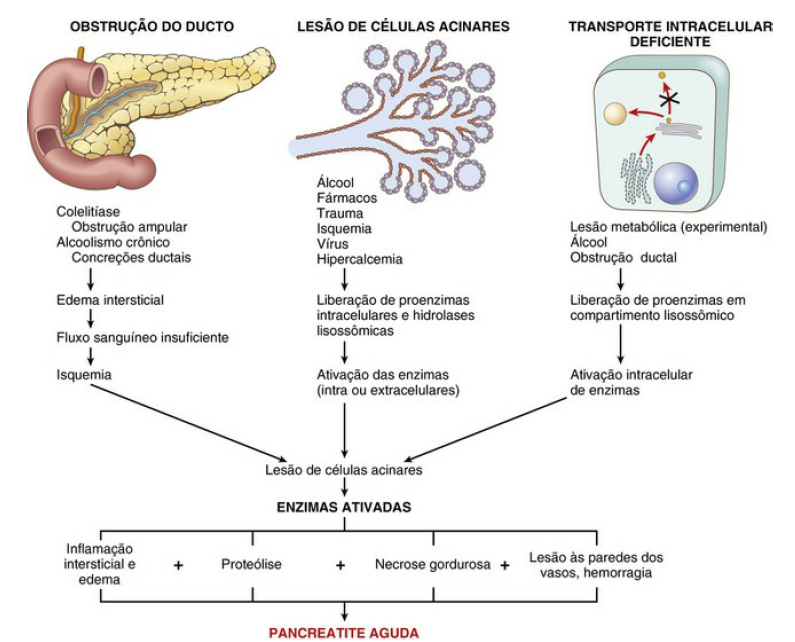 OBSTRUÇÃO DO DUCTO
LESÃO DE CÉLULAS ACINARES
TRANSPORTE INTRACELULAR
DEFICIENTE
Colelitíase
Obstrução ampular
Alcoolismo crônico
Concreções ductais
Edema intersticial
Fluxo sanguíneo insuficiente
Isquemia
Álcool
Fármacos
Trauma
Isquemia
Vírus
Hipercalcemia
Liberação de proenzimas
intracelulares e hidrolases
lisossômicas
Ativação das enzimas
(intra ou extracelulares)
Lesão metabólica (experimental)
Álcool
Obstrução ductal
Liberação de proenzimas em
compartimento lisossômico
Ativação intracelular
de enzimas
Lesão de células acinares
ENZIMAS ATIVADAS
Inflamação
intersticial e
edema
+
Proteólise
+
Necrose gordurosa
+
Lesão às paredes dos
vasos, hemorragia
PANCREATITE AGUDA